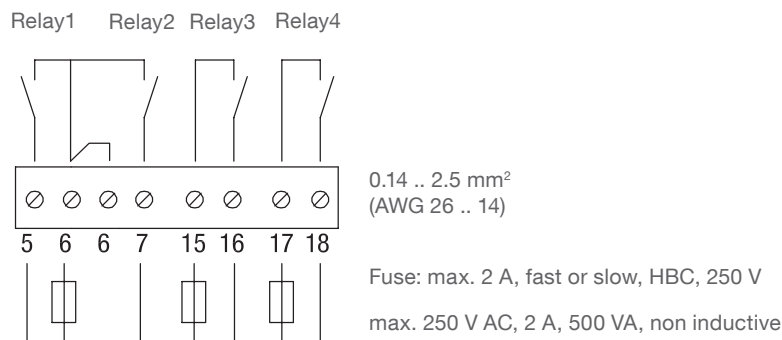 Relay1 Relay2 Relay3 Relay4
0.14 .. 2.5 mm²
(AWG 26 .. 14)
5 6 6 7 15 16 17 18
Fuse: max. 2 A, fast or slow, HBC, 250 V
max. 250 V AC, 2 A, 500 VA, non inductive